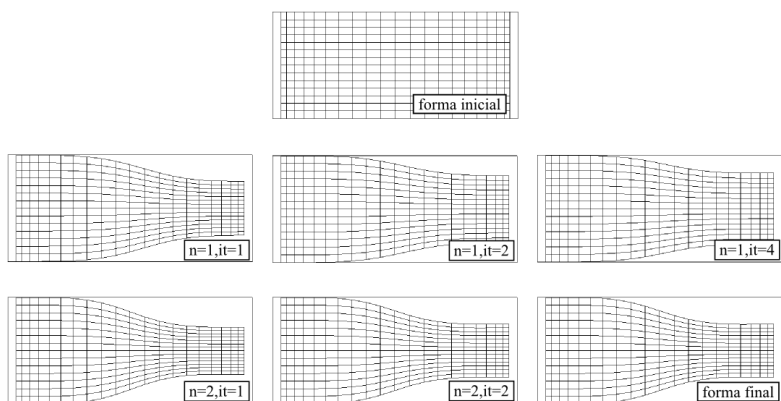 forma inicial
n=1,it=1
n=1,it=2
n=1,it=4
n=2,it=1
n=2,it=2
forma final